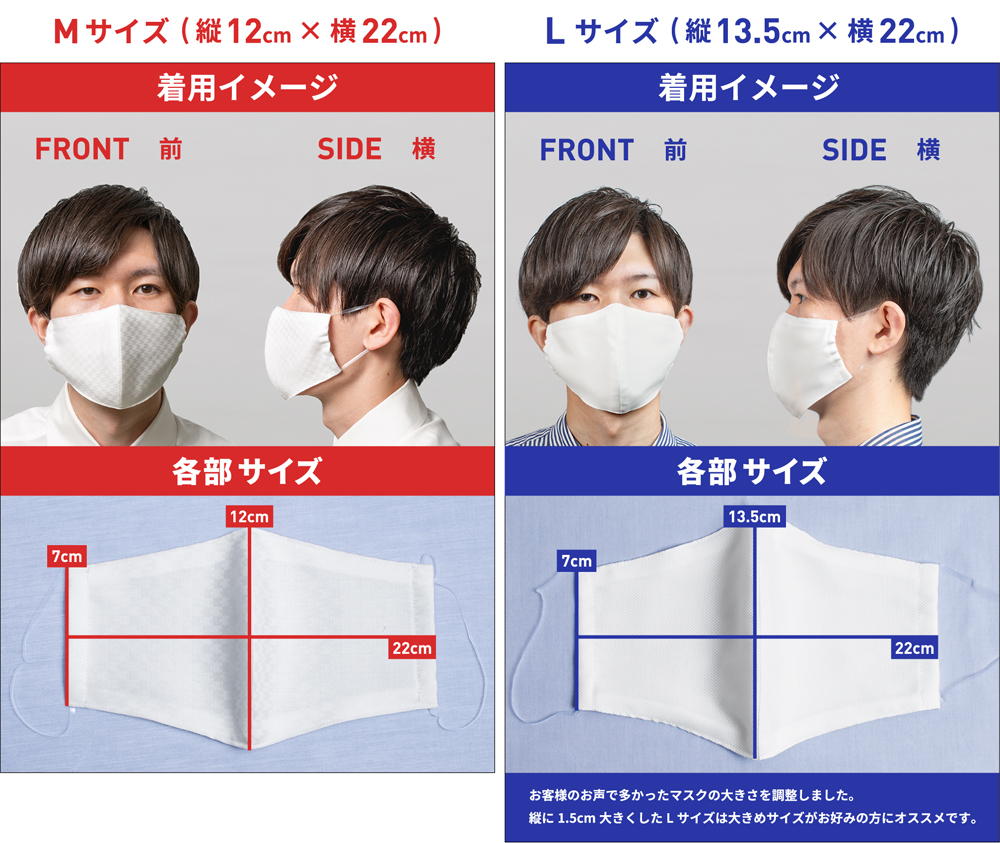 Mサイズ(縦12cm×横22cm)
着用イメージ
FRONT 前
SIDE 横
各部サイズ
12cm
7cm
22cm
Lサイズ(縦13.5cm×横22cm)
着用イメージ
FRONT 前
SIDE 横
各部サイズ
13.5cm
7cm
22cm
お客様のお声で多かったマスクの大きさを調整しました。
縦に1.5cm大きくしたLサイズは大きめサイズがお好みの方にオススメです。